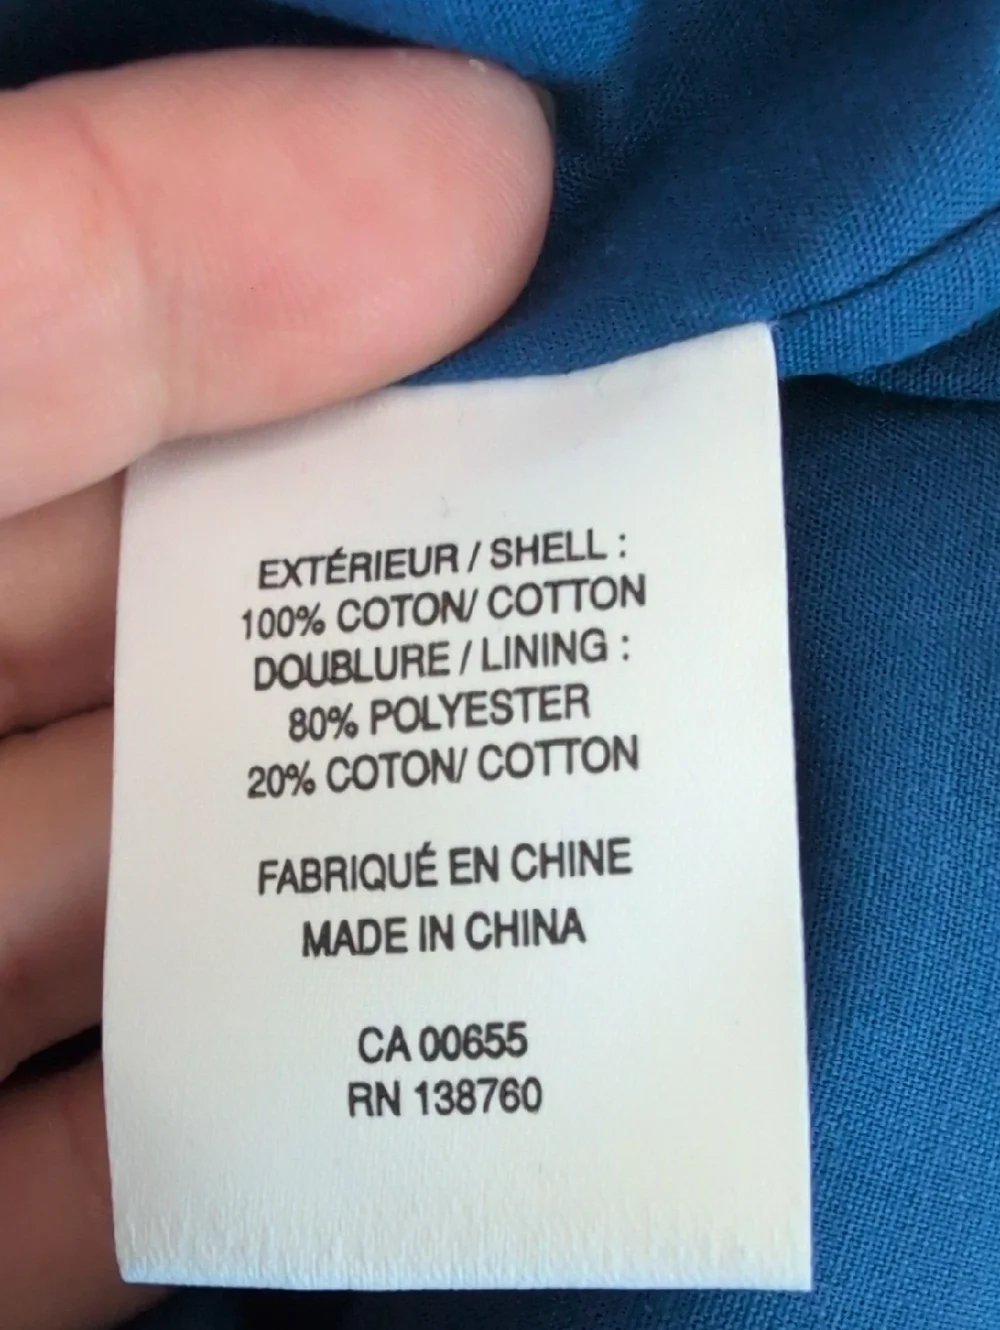 EXTÉRIEUR / SHELL :
100% COTON/ COTTON
DOUBLURE / LINING :
80% POLYESTER
20% COTON/ COTTON
FABRIQUÉ EN CHINE
MADE IN CHINA
CA 00655
RN 138760